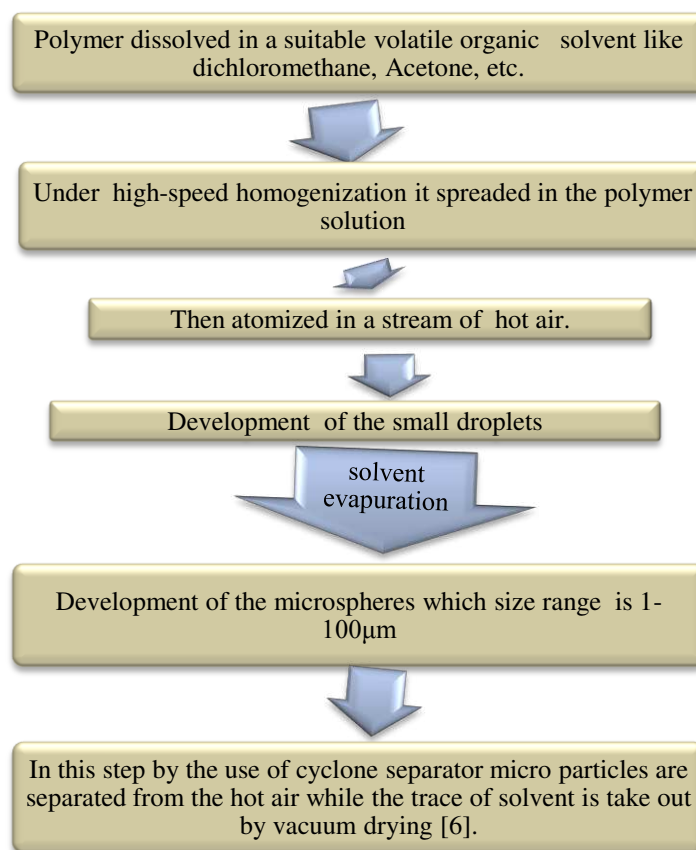 Polymer dissolved in a suitable volatile organic solvent like
dichloromethane, Acetone, etc.
Under high-speed homogenization it spreaded in the polymer
solution
Then atomized in a stream of hot air.
Development of the small droplets
solvent
evapuration
Development of the microspheres which size range is 1-
100µm
In this step by the use of cyclone separator micro particles are
separated from the hot air while the trace of solvent is take out
by vacuum drying [6].